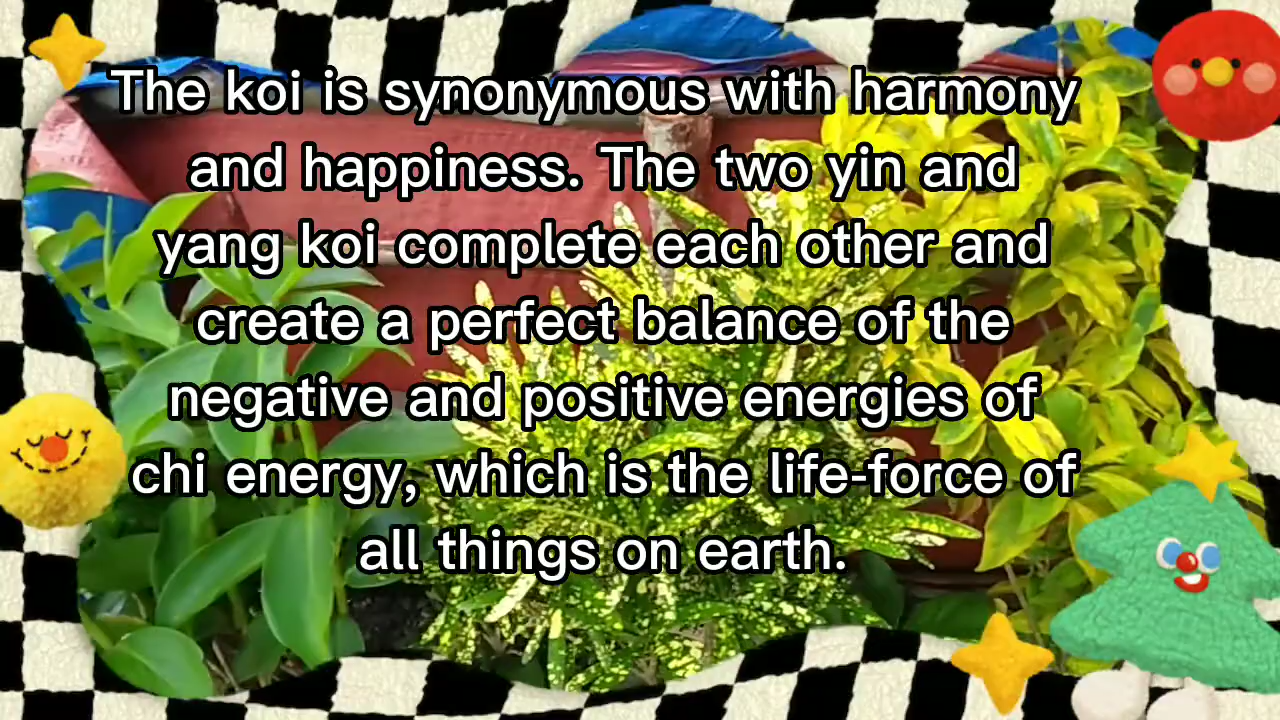 The koi is synonymous with harmony
and happiness. The two yin and
yang koi complete each other and
create a perfect balance of the
negative and positive energies of
chi energy, which is the life-force of
all things on earth.